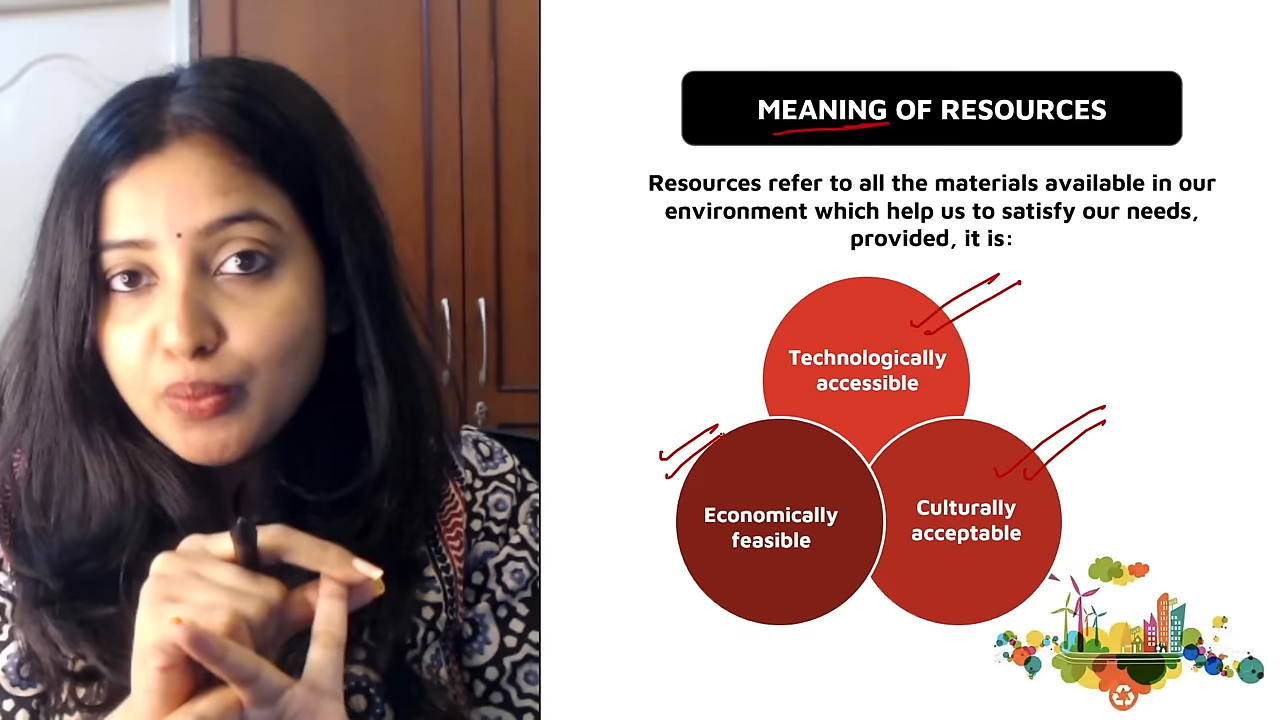 MEANING OF RESOURCES
Resources refer to all the materials available in our
environment which help us to satisfy our needs,
provided, it is:
Technologically
accessible
Economically
feasible
Culturally
acceptable